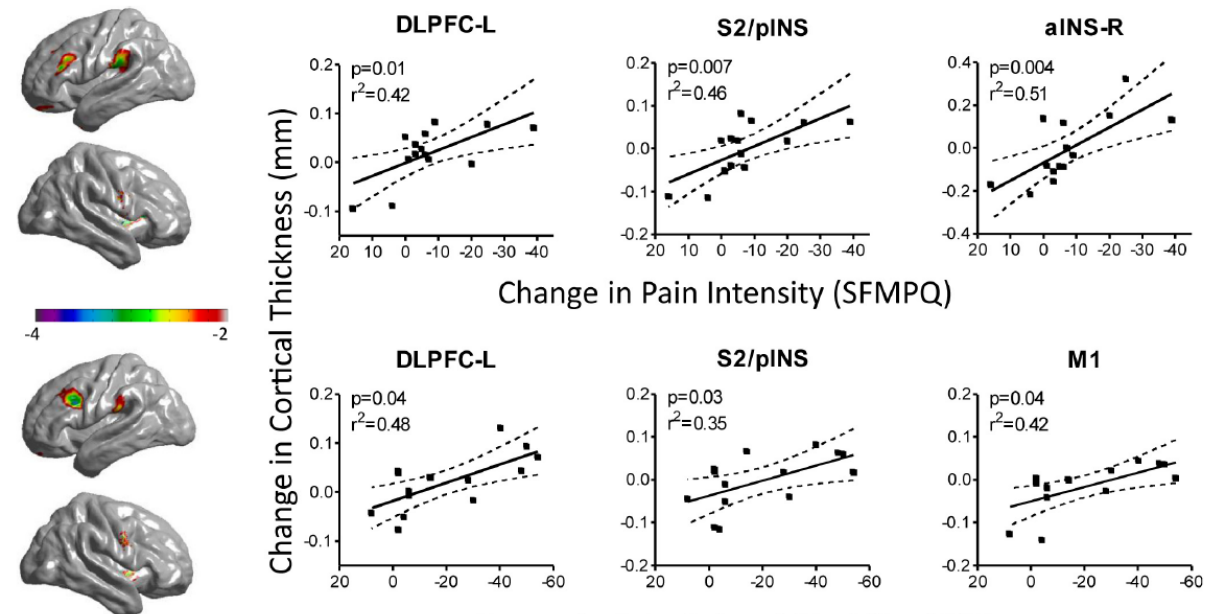 DLPFC-L
S2/pINS
aINS-R
p=0.01
r²=0.42
0.2
0.1
0.0
-0.1
20 10 0 -10 -20 -30 -40
p=0.007
r²=0.46
0.2
0.1
0.0
-0.1
-0.2
20 10 0 -10 -20 -30 -40
p=0.004
r²=0.51
0.4
0.2
0.0
-0.2
-0.4
20 10 0 -10 -20 -30 -40
Change in Cortical Thickness (mm)
Change in Pain Intensity (SFMPQ)
-4 -2
DLPFC-L
S2/pINS
M1
p=0.04
r²=0.48
0.2
0.1
0.0
-0.1
20 0 -20 -40 -60
p=0.03
r²=0.35
0.2
0.1
0.0
-0.1
-0.2
20 0 -20 -40 -60
p=0.04
r²=0.42
0.2
0.1
0.0
-0.1
-0.2
20 0 -20 -40 -60